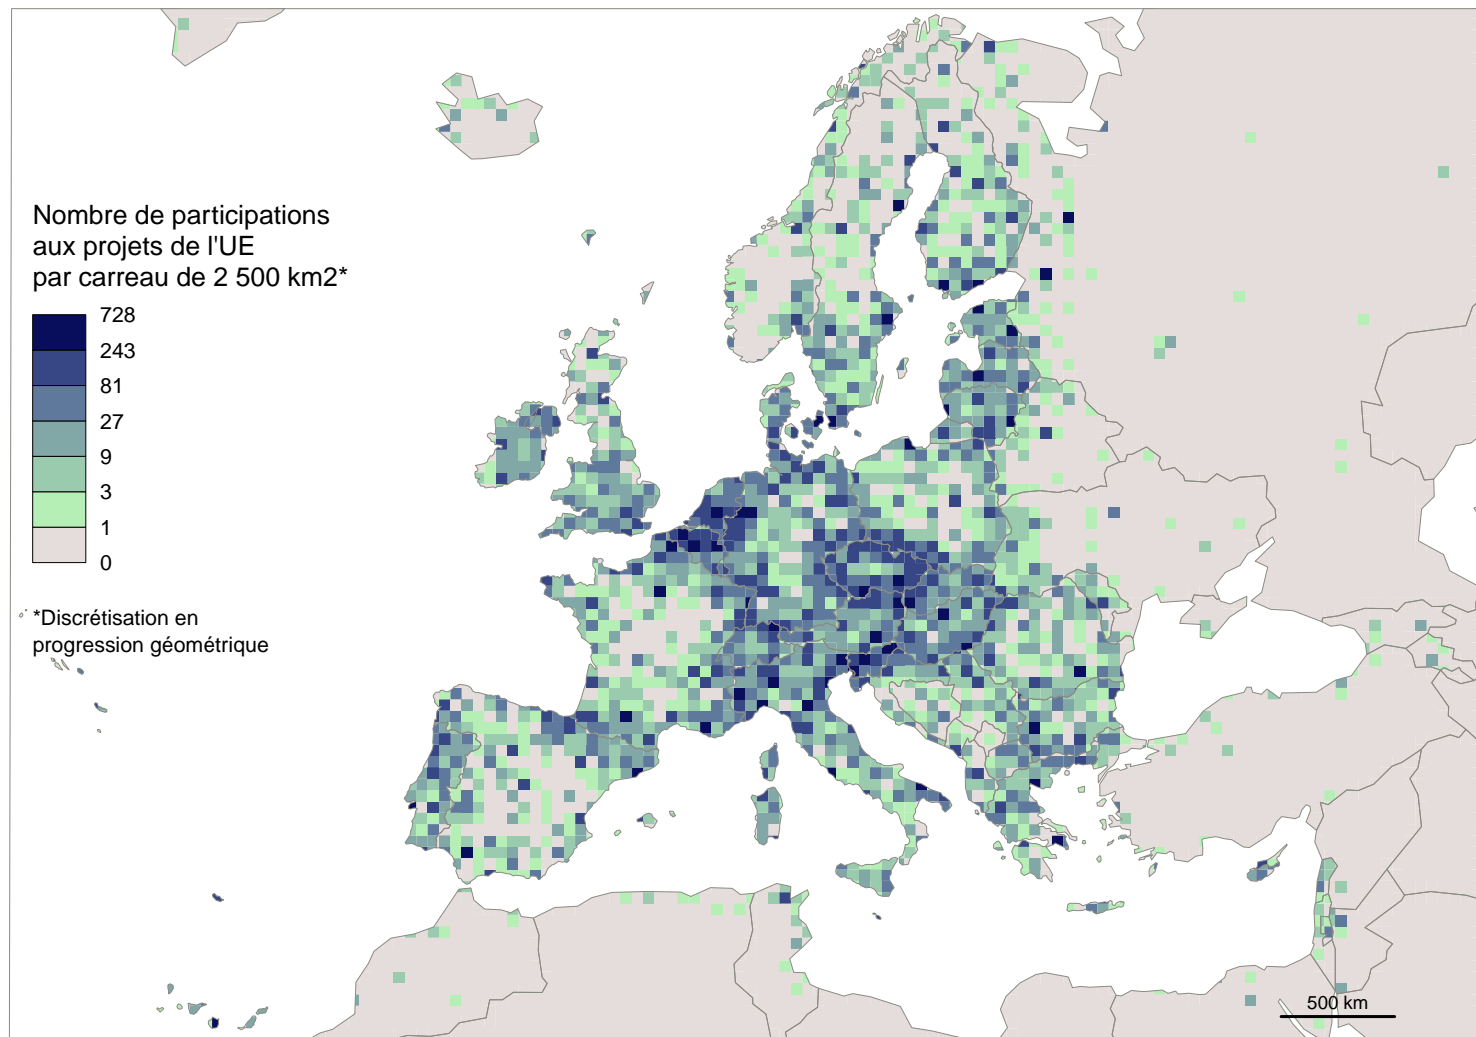 Nombre de participations
aux projets de l'UE
par carreau de 2 500 km2*
728
243
81
27
9
3
1
0
*Discrétisation en
progression géométrique
500 km